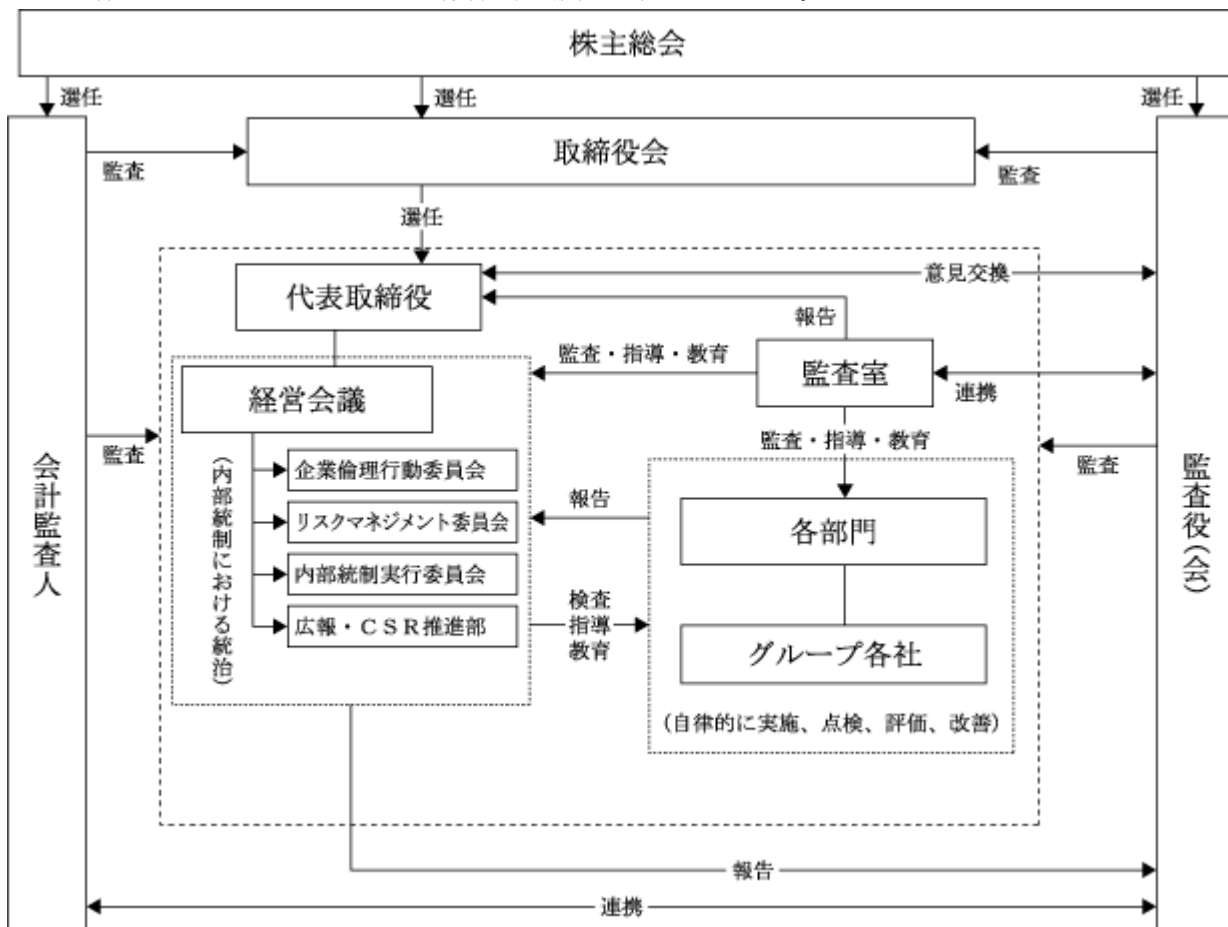 株主総会
選任
選任
選任
取締役会
監査
監査
選任
代表取締役
意見交換
報告
監査・指導・教育
監査室
連携
経営会議
監査・指導・教育
監査
監査
会計監査人
監査役(会)
(内部統制における統治)
企業倫理行動委員会
リスクマネジメント委員会
内部統制実行委員会
広報・CSR推進部
報告
各部門
検査
指導
教育
グループ各社
(自律的に実施、点検、評価、改善)
報告
連携